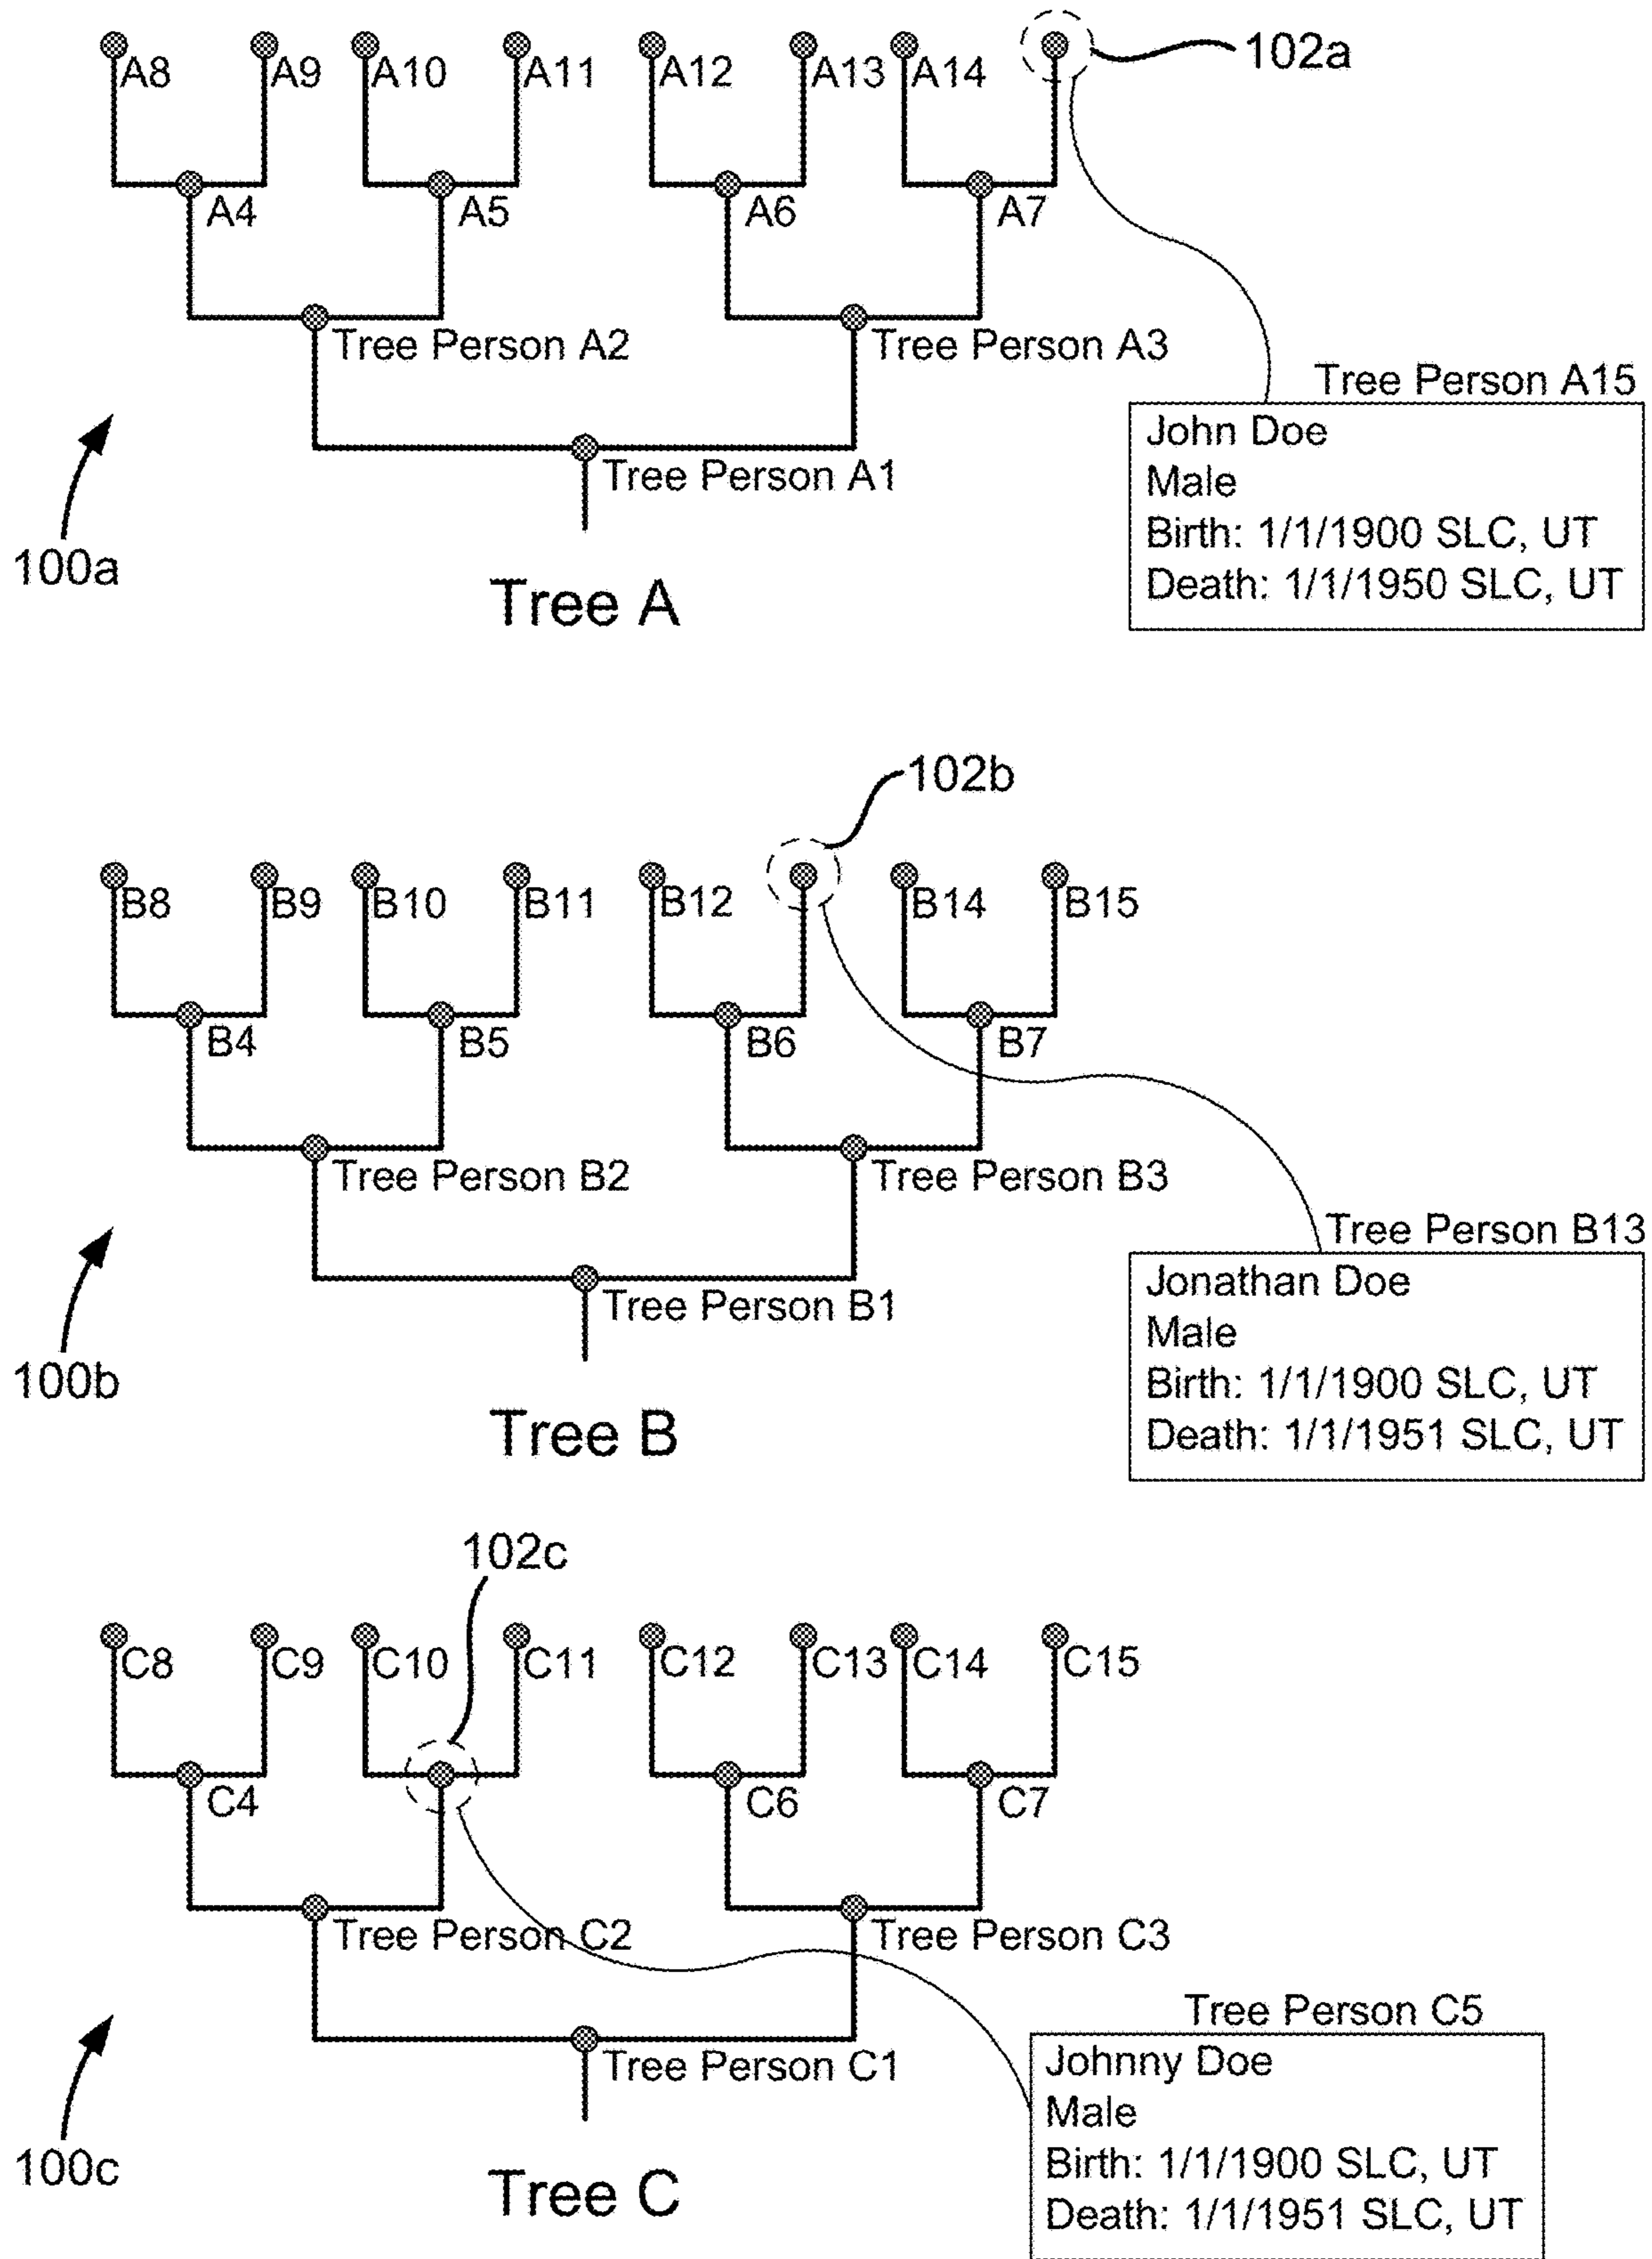 A8 A9 A10 A11 A12 A13 A14 102a
A4 A5 A6 A7
Tree Person A2 Tree Person A3
Tree Person A15
John Doe
Male
Birth: 1/1/1900 SLC, UT
Death: 1/1/1950 SLC, UT
Tree Person A1
100a
Tree A
102b
B8 B9 B10 B11 B12 B14 B15
B4 B5 B6 B7
Tree Person B2 Tree Person B3
Tree Person B13
Jonathan Doe
Male
Birth: 1/1/1900 SLC, UT
Death: 1/1/1951 SLC, UT
Tree Person B1
100b
Tree B
102c
C8 C9 C10 C11 C12 C13 C14 C15
C4 C6 C7
Tree Person C2 Tree Person C3
Tree Person C5
Johnny Doe
Male
Birth: 1/1/1900 SLC, UT
Death: 1/1/1951 SLC, UT
Tree Person C1
100c
Tree C